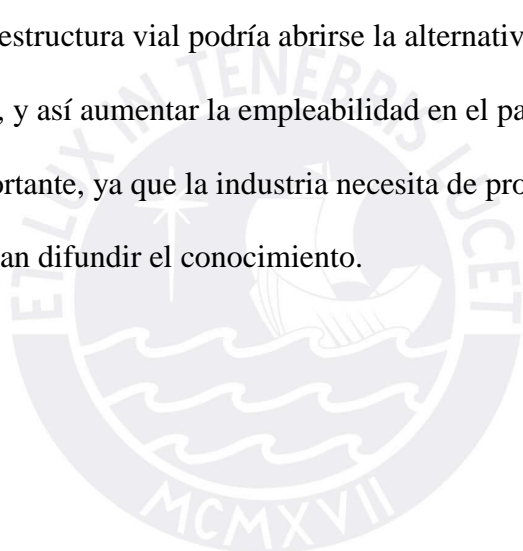 estructura vial podría abrirse la alternativ
, y así aumentar la empleabilidad en el pa
ortante, ya que la industria necesita de pro
an difundir el conocimiento.
ET LUX IN TENEBRIS LUCET
MCMXVII